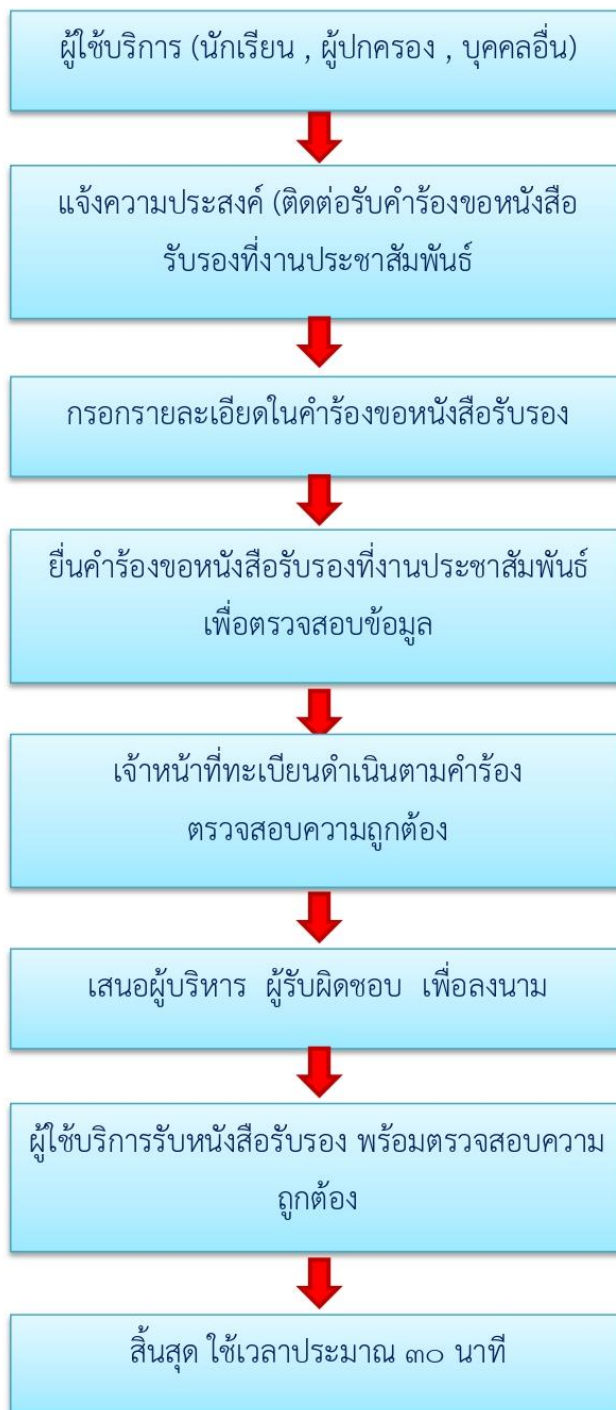 ผู้ใช้บริการ (นักเรียน , ผู้ปกครอง , บุคคลอื่น)
แจ้งความประสงค์ (ติดต่อรับคำร้องขอหนังสือ
รับรองที่งานประชาสัมพันธ์
กรอกรายละเอียดในคำร้องขอหนังสือรับรอง
ยื่นคำร้องขอหนังสือรับรองที่งานประชาสัมพันธ์
เพื่อตรวจสอบข้อมูล
เจ้าหน้าที่ทะเบียนดำเนินตามคำร้อง
ตรวจสอบความถูกต้อง
เสนอผู้บริหาร ผู้รับผิดชอบ เพื่อลงนาม
ผู้ใช้บริการรับหนังสือรับรอง พร้อมตรวจสอบความ
ถูกต้อง
สิ้นสุด ใช้เวลาประมาณ ๓๐ นาที